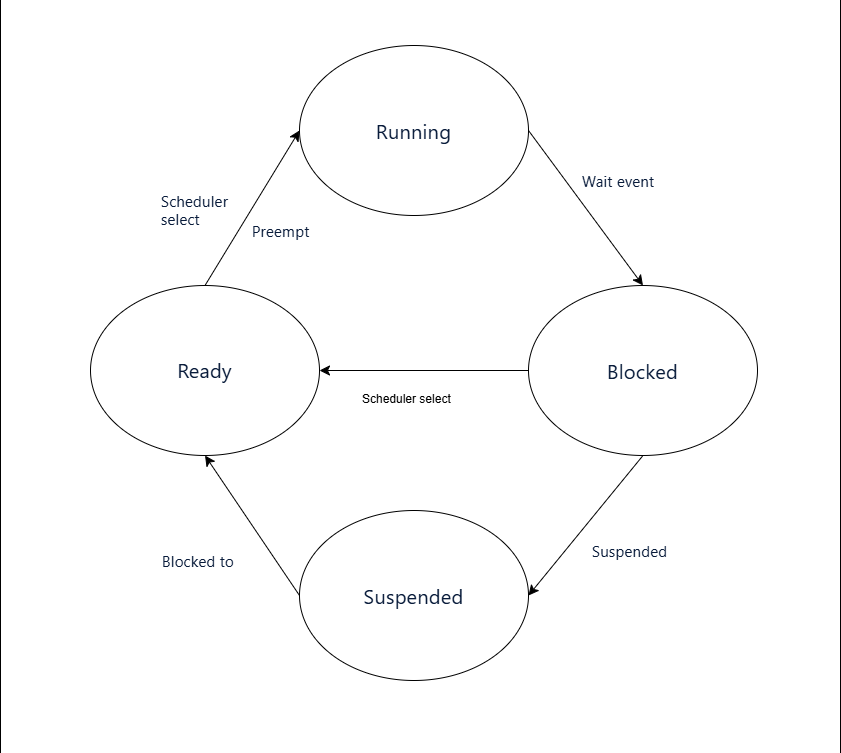 Running
Wait event
Scheduler
select
Preempt
Ready
Blocked
Scheduler select
Suspended
Blocked to
Suspended